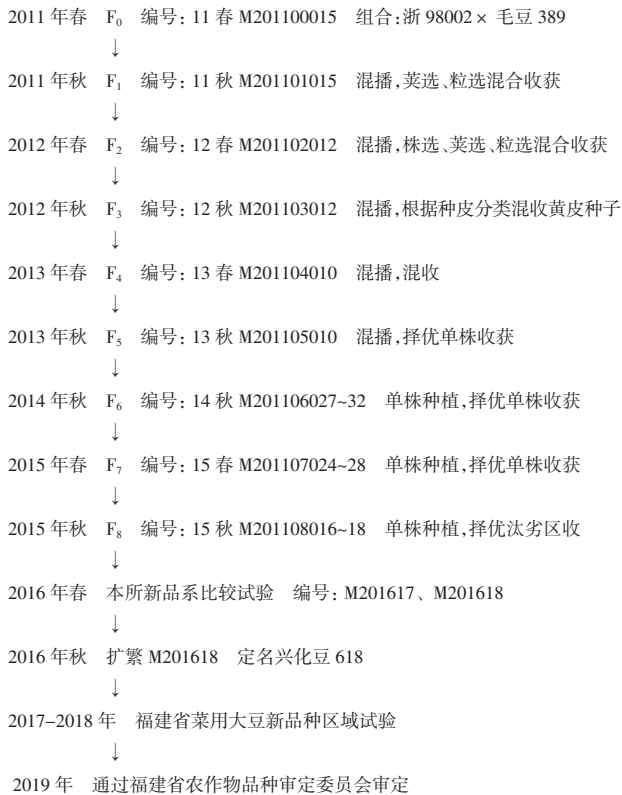 2011 年春 F₀ 编号: 11 春 M201100015 组合:浙 98002 × 毛豆 389
↓
2011 年秋 F₁ 编号: 11 秋 M201101015 混播,荚选、粒选混合收获
↓
2012 年春 F₂ 编号: 12 春 M201102012 混播,株选、荚选、粒选混合收获
↓
2012 年秋 F₃ 编号: 12 秋 M201103012 混播,根据种皮分类混收黄皮种子
↓
2013 年春 F₄ 编号: 13 春 M201104010 混播,混收
↓
2013 年秋 F₅ 编号: 13 秋 M201105010 混播,择优单株收获
↓
2014 年秋 F₆ 编号: 14 秋 M201106027~32 单株种植,择优单株收获
↓
2015 年春 F₇ 编号: 15 春 M201107024~28 单株种植,择优单株收获
↓
2015 年秋 F₈ 编号: 15 秋 M201108016~18 单株种植,择优汰劣区收
↓
2016 年春 本所新品系比较试验 编号: M201617、M201618
↓
2016 年秋 扩繁 M201618 定名兴化豆 618
↓
2017-2018 年 福建省菜用大豆新品种区域试验
↓
2019 年 通过福建省农作物品种审定委员会审定